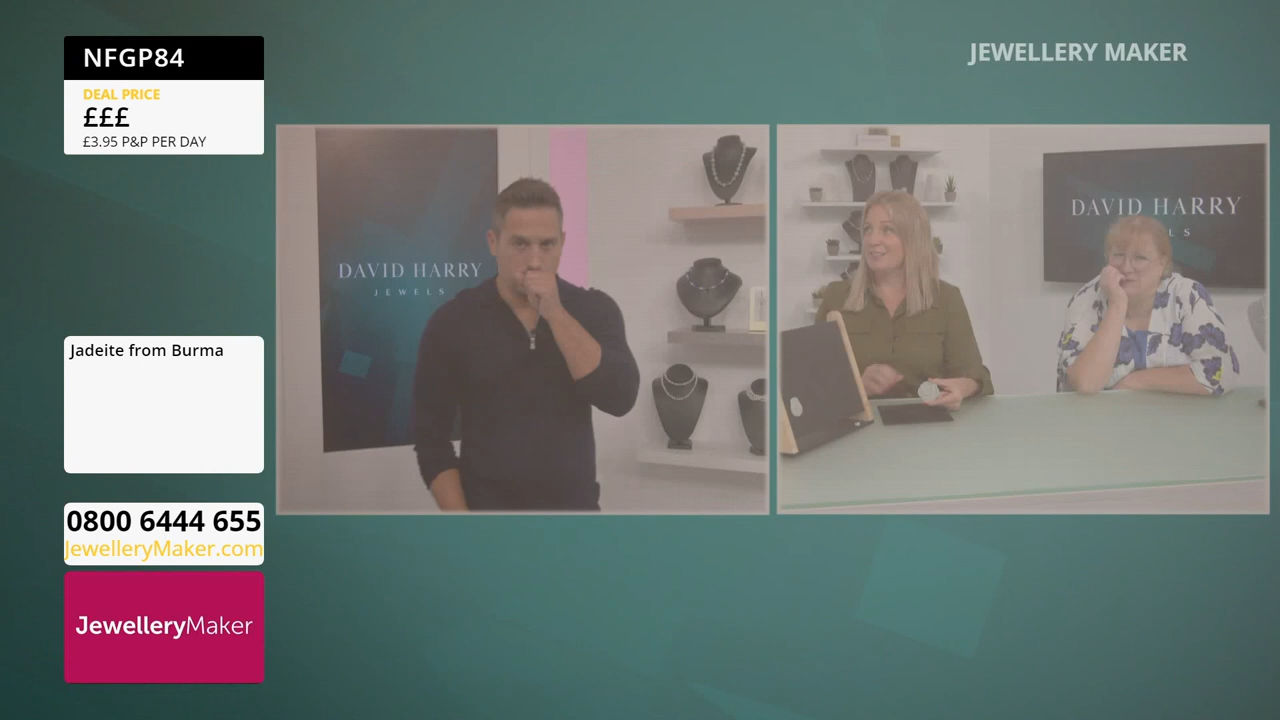 NFGP84
DEAL PRICE
£££
£3.95 P&P PER DAY
JEWELLERY MAKER
DAVID HARRY
JEWELS
DAVID HARRY
Jadeite from Burma
0800 6444 655
JewelleryMaker.com
JewelleryMaker